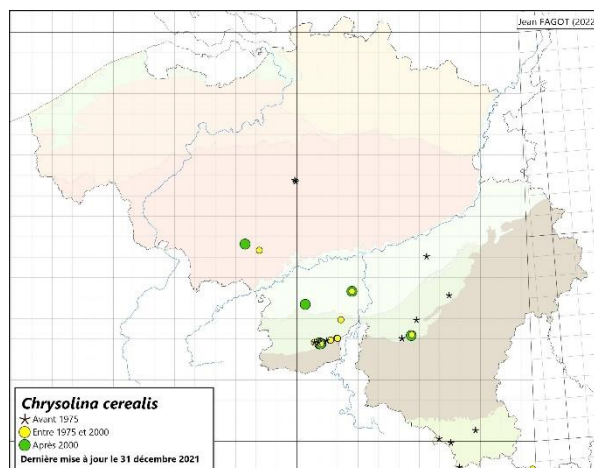 Jean FAGOT (2022
Chrysolina cerealis
Avant 1975
Entre 1975 et 2000
Après 2000
Dernière mise à jour le 31 décembre 2021